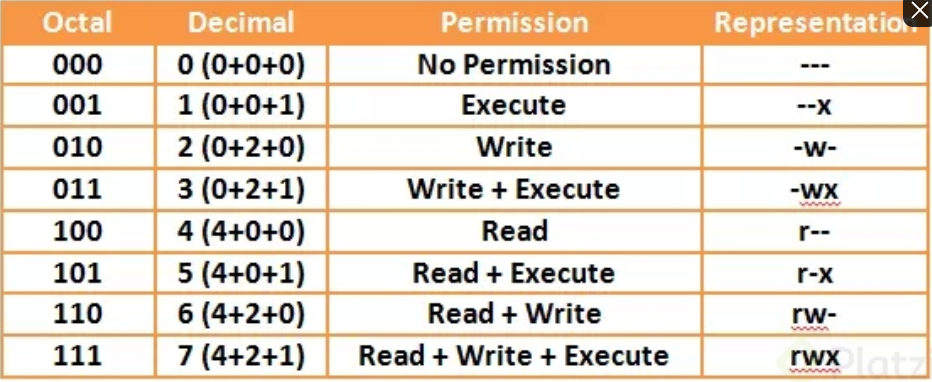 Octal Decimal Permission Representation
000 0 (0+0+0) No Permission ---
001 1 (0+0+1) Execute --x
010 2 (0+2+0) Write -w-
011 3 (0+2+1) Write + Execute -wx
100 4 (4+0+0) Read r--
101 5 (4+0+1) Read + Execute r-x
110 6 (4+2+0) Read + Write rw-
111 7 (4+2+1) Read + Write + Execute rwx
Platzi